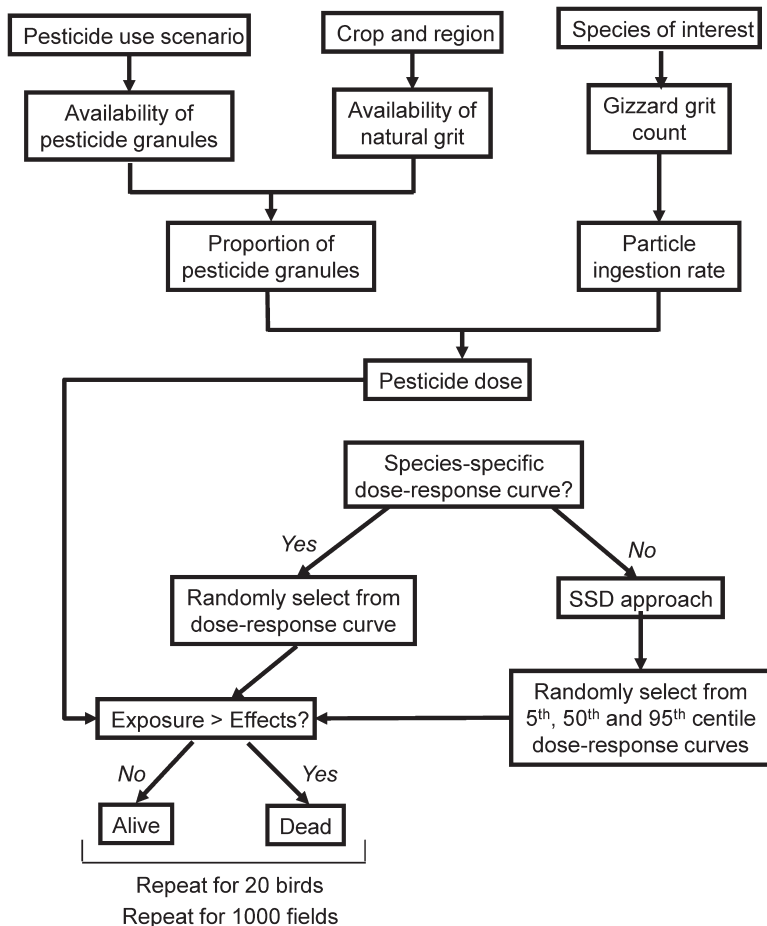 Pesticide use scenario
Crop and region
Species of interest
Availability of
pesticide granules
Availability of
natural grit
Gizzard grit
count
Proportion of
pesticide granules
Particle
ingestion rate
Pesticide dose
Species-specific
dose-response curve?
Yes
No
Randomly select from
dose-response curve
SSD approach
Randomly select from
5th, 50th and 95th centile
dose-response curves
Exposure > Effects?
No
Yes
Alive
Dead
Repeat for 20 birds
Repeat for 1000 fields